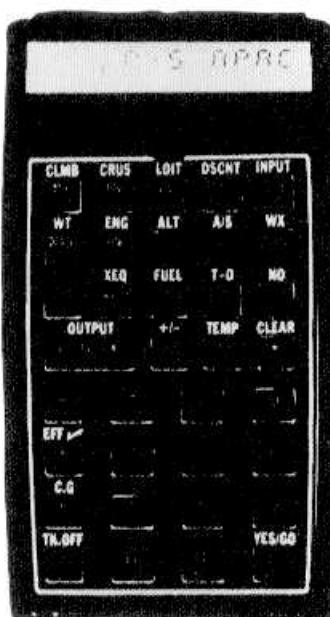 CLMB CRUS LOIT DSCNT INPUT
WT ENG ALT A/S WX
XEQ FUEL T-O NO
OUTPUT +/- TEMP CLEAR
EFF
C.G
TK.OFF YES/GO